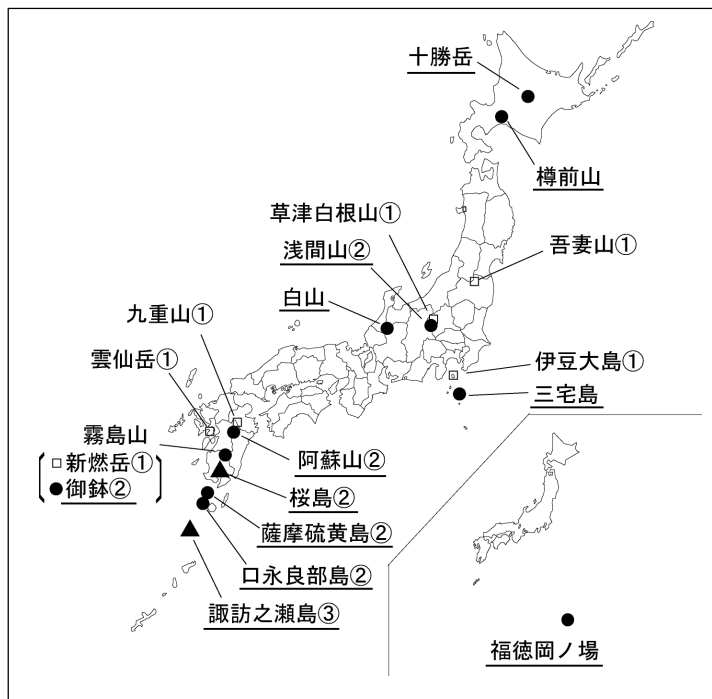 十勝岳
樽前山
草津白根山①
浅間山②
吾妻山①
白山
九重山①
雲仙岳①
伊豆大島①
三宅島
霧島山
□新燃岳①
●御鉢②
阿蘇山②
桜島②
薩摩硫黄島②
口永良部島②
諏訪之瀬島③
福徳岡ノ場